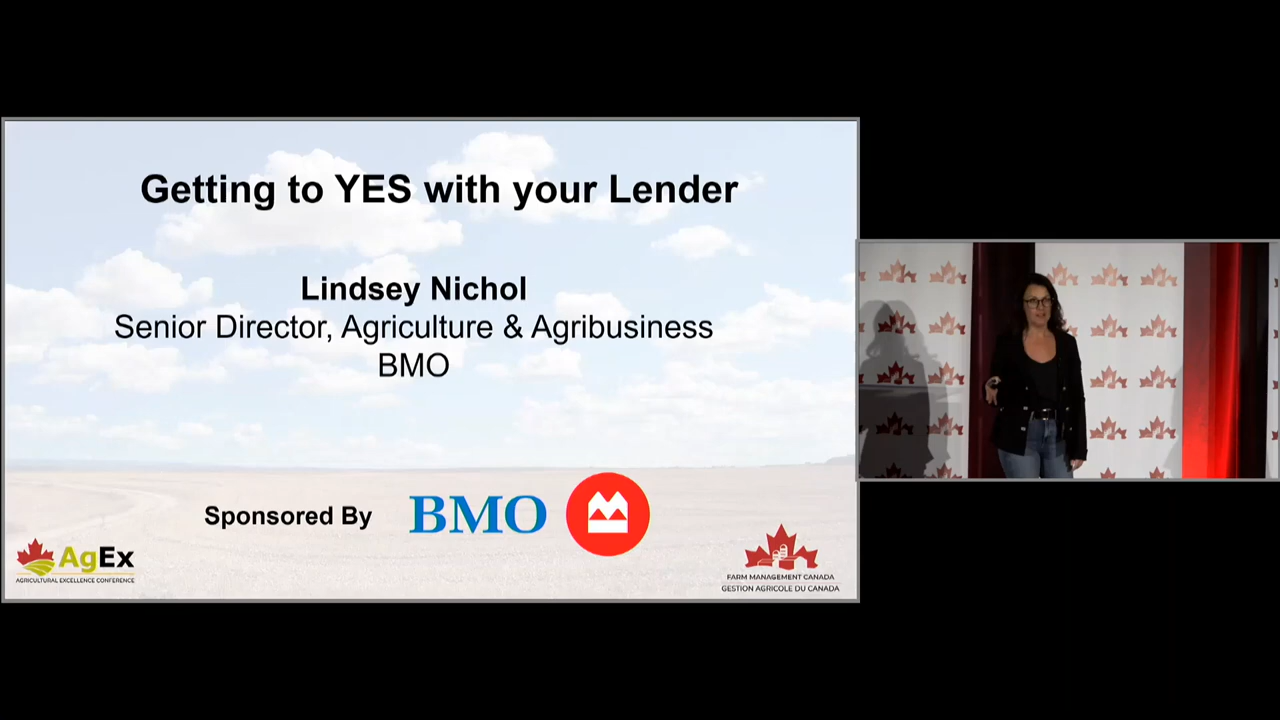 Getting to YES with your Lender
Lindsey Nichol
Senior Director, Agriculture & Agribusiness
BMO
Sponsored By
BMO
AgEx
AGRICULTURAL EXCELLENCE CONFERENCE
FARM MANAGEMENT CANADA
GESTION AGRICOLE DU CANADA